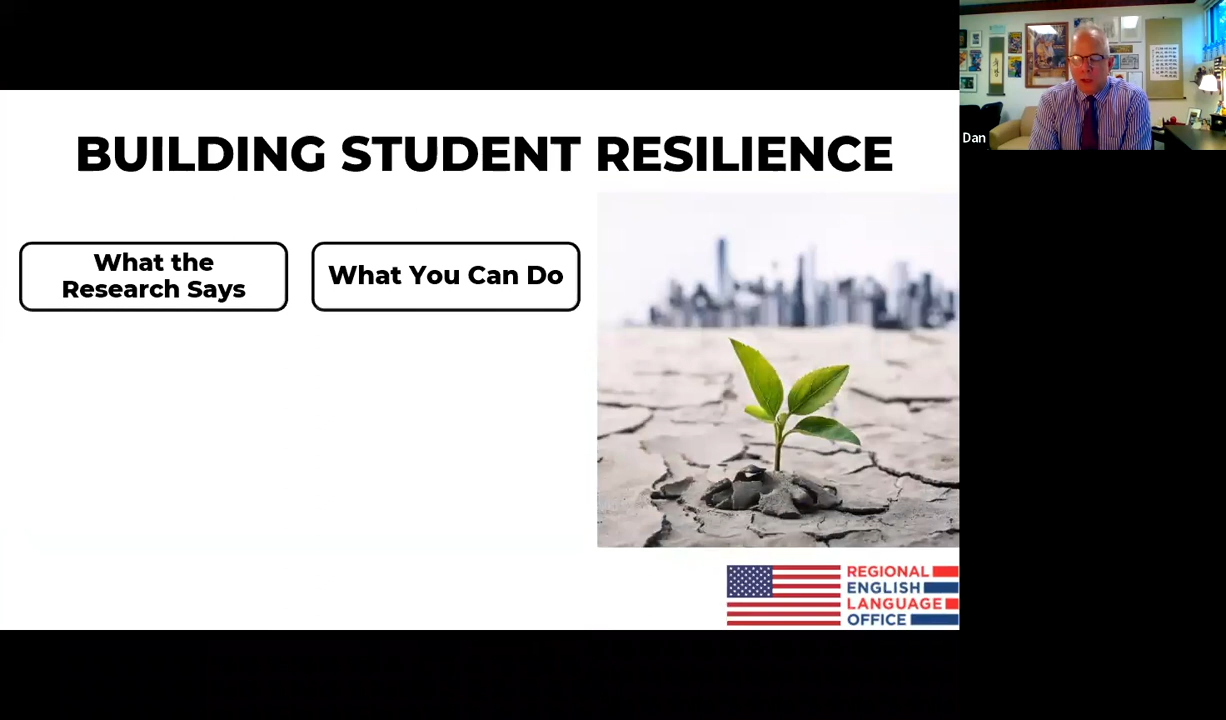 BUILDING STUDENT RESILIENCE
What the
Research Says
What You Can Do
Dan
REGIONAL
ENGLISH
LANGUAGE
OFFICE